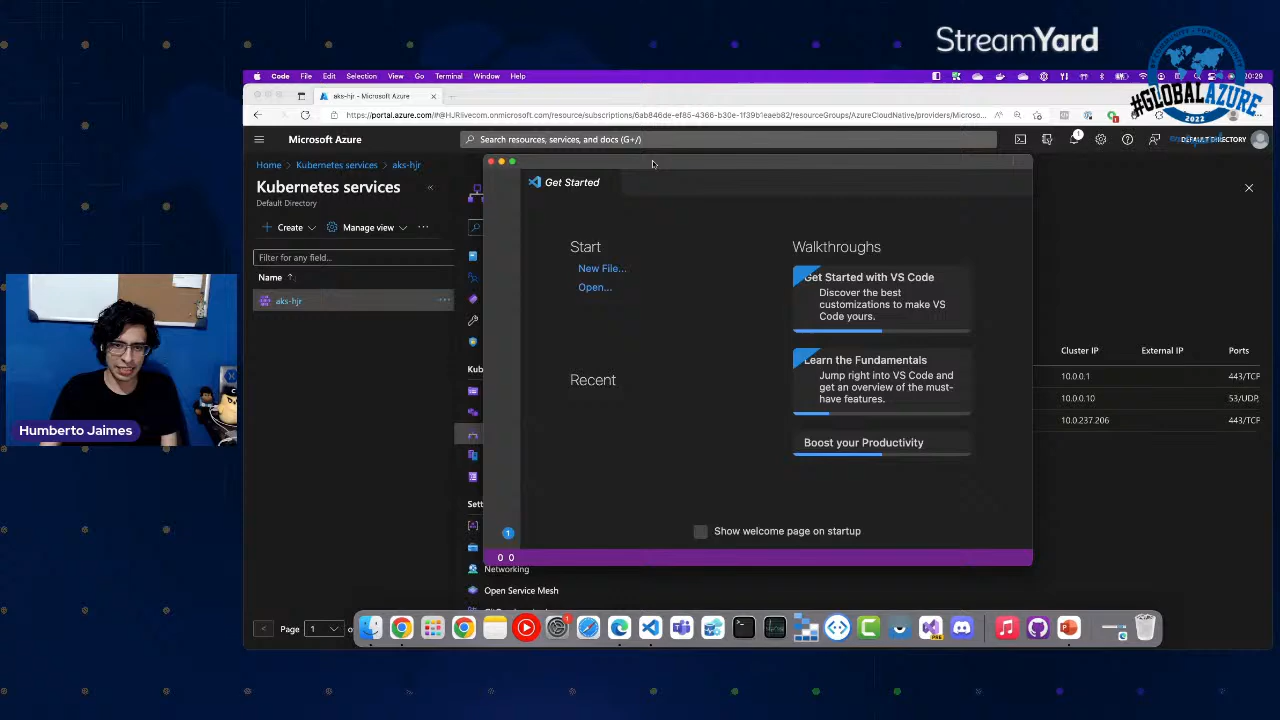 StreamYard
#GLOBALAZURE
2022
Code File Edit Selection View Go Terminal Window Help
20:29
aks-hjr - Microsoft Azure
Microsoft Azure
Search resources, services, and docs (G+/)
1
DEFAULT DIRECTORY
Home > Kubernetes services > aks-hjr
Kubernetes services
Default Directory
+ Create
Manage view
Filter for any field...
Name ↑
aks-hjr
Page 1
Get Started
Start
New File...
Open...
Recent
Walkthroughs
Get Started with VS Code
Discover the best
customizations to make VS
Code yours.
Learn the Fundamentals
Jump right into VS Code and
get an overview of the must-
have features.
Boost your Productivity
Show welcome page on startup
1
0 0
Networking
Open Service Mesh
Cluster IP External IP Ports
10.0.0.1 443/TCP
10.0.0.10 53/UDP,
10.0.237.206 443/TCP
Humberto Jaimes